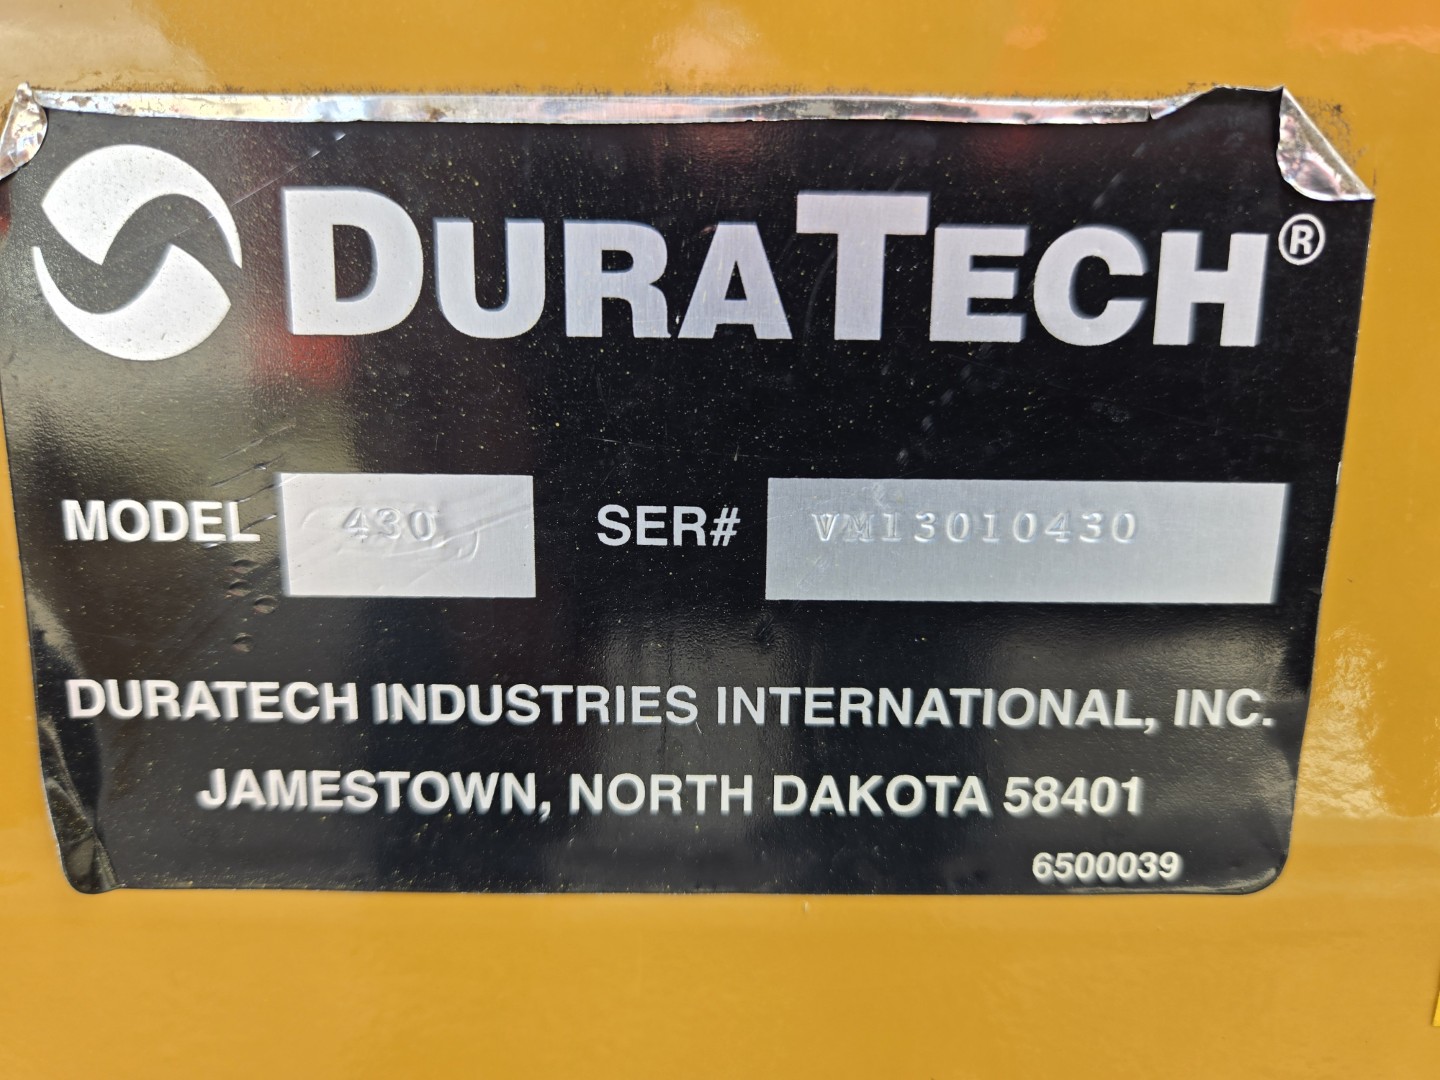 DURATECH®
MODEL 430 SER# VM13010430
DURATECH INDUSTRIES INTERNATIONAL, INC.
JAMESTOWN, NORTH DAKOTA 58401
6500039